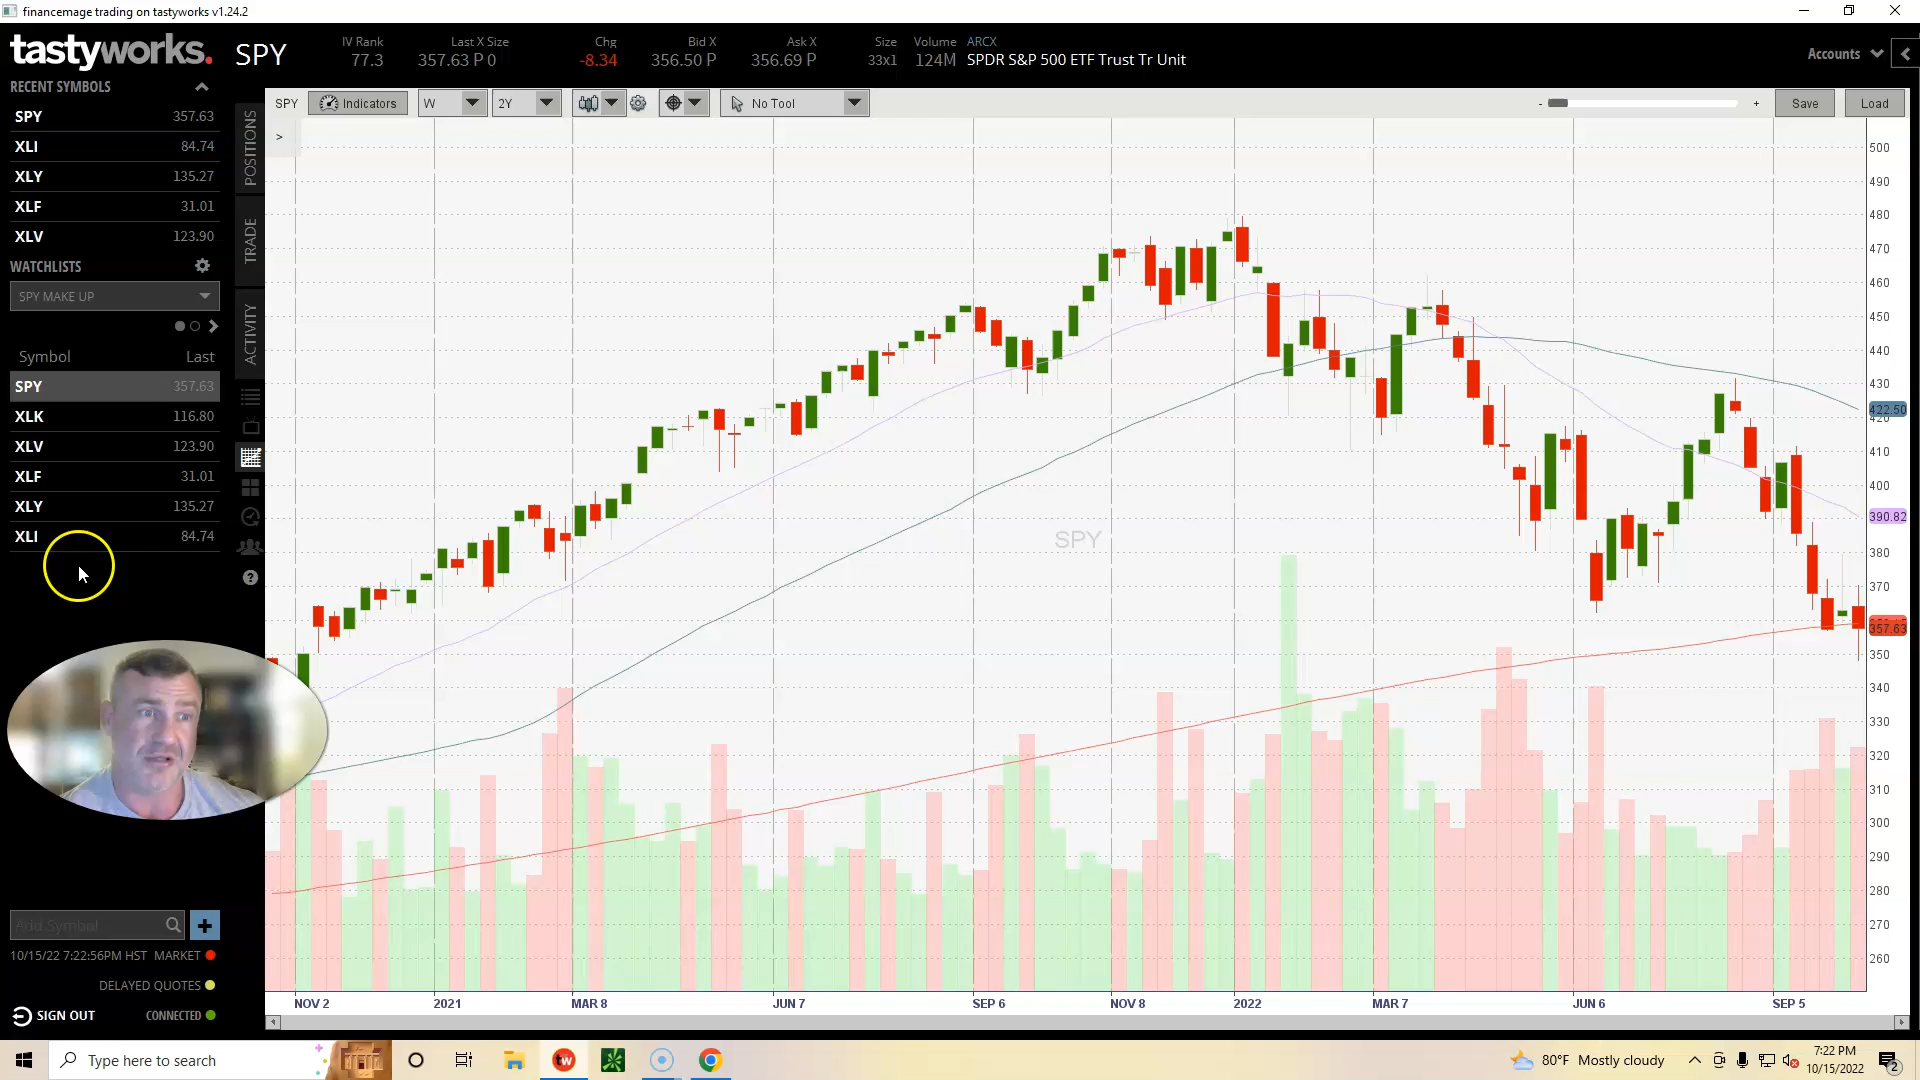 financemage trading on tastyworks v1.24.2
tastyworks.
SPY
IV Rank
77.3
Last X Size
357.63 P 0
Chg
-8.34
Bid X
356.50 P
Ask X
356.69 P
Size
33x1
Volume
124M
ARCX
SPDR S&P 500 ETF Trust Tr Unit
Accounts
RECENT SYMBOLS
SPY 357.63
XLI 84.74
XLY 135.27
XLF 31.01
XLV 123.90
WATCHLISTS
SPY MAKE UP
Symbol Last
SPY 357.63
XLK 116.80
XLV 123.90
XLF 31.01
XLY 135.27
XLI 84.74
Add Symbol
10/15/22 7:22:56PM HST MARKET
DELAYED QUOTES
SIGN OUT CONNECTED
POSITIONS
TRADE
ACTIVITY
SPY Indicators W 2Y No Tool - + Save Load
>
SPY
500
490
480
470
460
450
440
430
422.50
420
410
400
390.82
380
370
357.63
350
340
330
320
310
300
290
280
270
260
NOV 2 2021 MAR 8 JUN 7 SEP 6 NOV 8 2022 MAR 7 JUN 6 SEP 5
Type here to search
tw
80°F Mostly cloudy
7:22 PM
10/15/2022
2